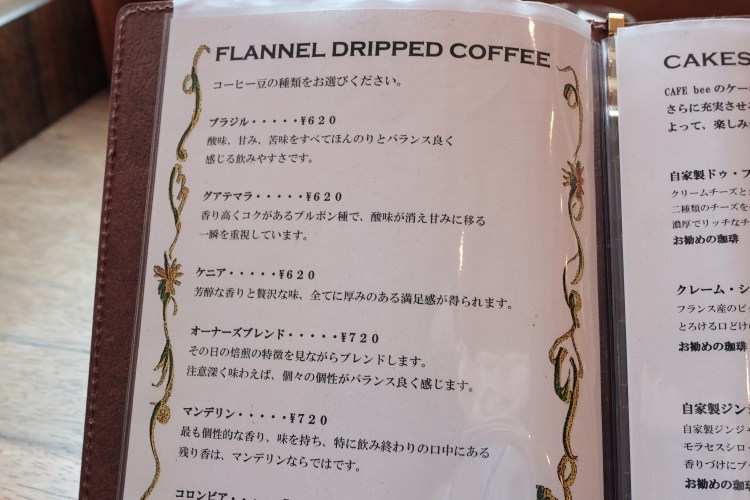 FLANNEL DRIPPED COFFEE
コーヒー豆の種類をお選びください。
ブラジル・・・・・¥620
酸味、甘み、苦味をすべてほんのりとバランス良く
感じる飲みやすさです。
グアテマラ・・・・・¥620
香り高くコクがあるブルボン種で、酸味が消え甘みに移る
一瞬を重視しています。
ケニア・・・・・¥620
芳醇な香りと贅沢な味、全てに厚みのある満足感が得られます。
オーナーズブレンド・・・・・¥720
その日の焙煎の特徴を見ながらブレンドします。
注意深く味わえば、個々の個性がバランス良く感じます。
マンデリン・・・・・¥720
最も個性的な香り、味を持ち、特に飲み終わりの口中にある
残り香は、マンデリンならではです。
コロンビア・・・・・
CAKES
CAFE bee のケー
さらに充実させ
よって、楽しみ
自家製ドゥ・フ
クリームチーズと
二種類のチーズを
濃厚でリッチなチ
お勧めの珈琲
クレーム・シ
フランス産のピ
とろける口どけ
お勧めの珈琲
自家製ジン
自家製ジンジャ
モラセスシロッ
香りづけにブ
お勧めの珈琲